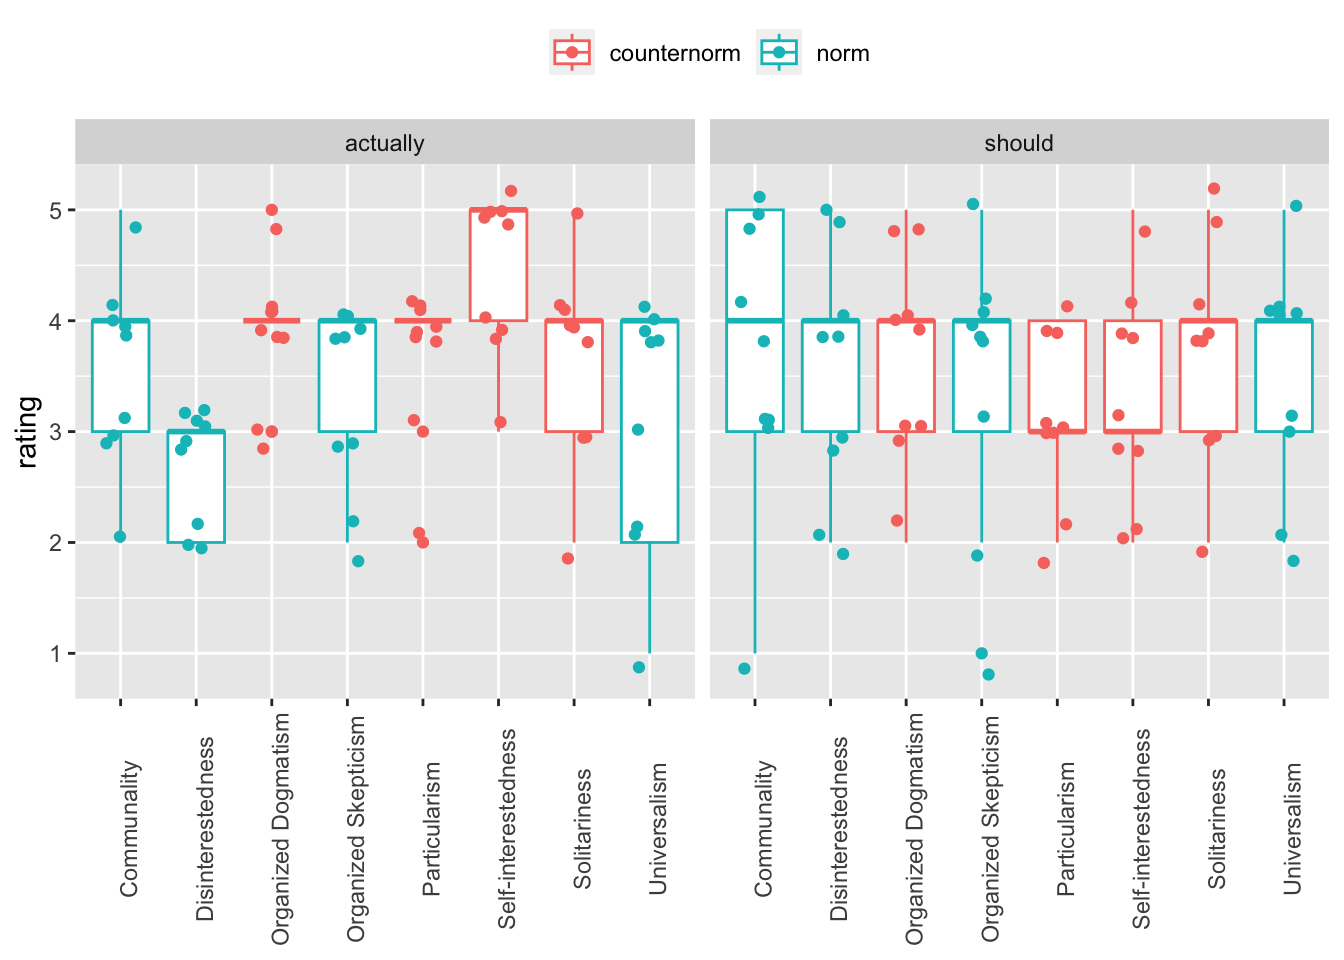 counternorm norm
actually should
rating
5
4
3
2
1
Communality
Disinterestedness
Organized Dogmatism
Organized Skepticism
Particularism
Self-interestedness
Solitariness
Universalism
Communality
Disinterestedness
Organized Dogmatism
Organized Skepticism
Particularism
Self-interestedness
Solitariness
Universalism